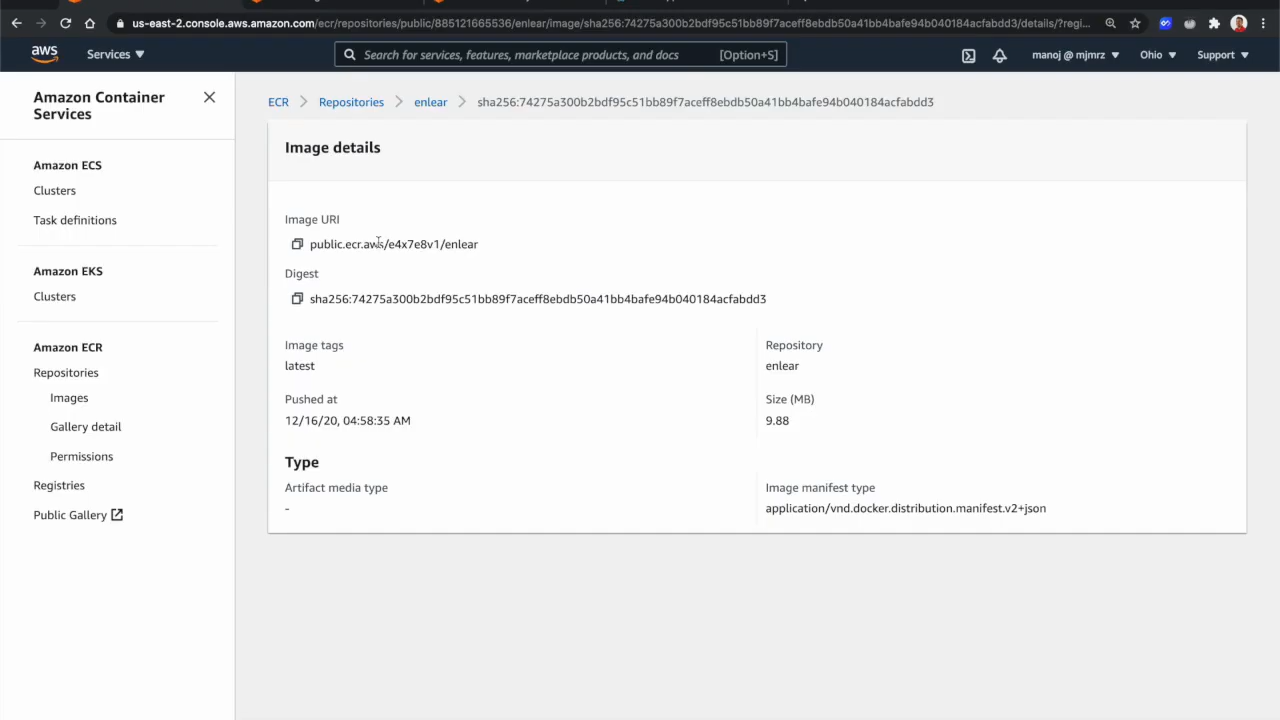 us-east-2.console.aws.amazon.com/ecr/repositories/public/885121665536/enlear/image/sha256:74275a300b2bdf95c51bb89f7aceff8ebdb50a41bb4bafe94b040184acfabdd3/details/?regi...
aws
Services
Search for services, features, marketplace products, and docs
[Option+S]
manoj @ mjmrz
Ohio
Support
Amazon Container
Services
Amazon ECS
Clusters
Task definitions
Amazon EKS
Clusters
Amazon ECR
Repositories
Images
Gallery detail
Permissions
Registries
Public Gallery
ECR
Repositories
enlear
sha256:74275a300b2bdf95c51bb89f7aceff8ebdb50a41bb4bafe94b040184acfabdd3
Image details
Image URI
public.ecr.aws/e4x7e8v1/enlear
Digest
sha256:74275a300b2bdf95c51bb89f7aceff8ebdb50a41bb4bafe94b040184acfabdd3
Image tags
latest
Repository
enlear
Pushed at
12/16/20, 04:58:35 AM
Size (MB)
9.88
Type
Artifact media type
-
Image manifest type
application/vnd.docker.distribution.manifest.v2+json